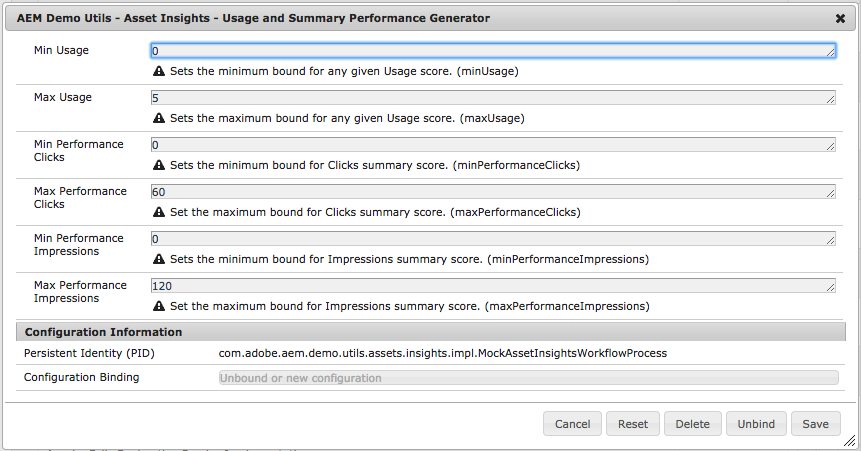 AEM Demo Utils - Asset Insights - Usage and Summary Performance Generator
Min Usage
0
Sets the minimum bound for any given Usage score. (minUsage)
Max Usage
5
Sets the maximum bound for any given Usage score. (maxUsage)
Min Performance
Clicks
0
Sets the minimum bound for Clicks summary score. (minPerformanceClicks)
Max Performance
Clicks
60
Set the maximum bound for Clicks summary score. (maxPerformanceClicks)
Min Performance
Impressions
0
Sets the minimum bound for Impressions summary score. (minPerformanceImpressions)
Max Performance
Impressions
120
Set the maximum bound for Impressions summary score. (maxPerformanceImpressions)
Configuration Information
Persistent Identity (PID) com.adobe.aem.demo.utils.assets.insights.impl.MockAssetInsightsWorkflowProcess
Configuration Binding Unbound or new configuration
Cancel Reset Delete Unbind Save